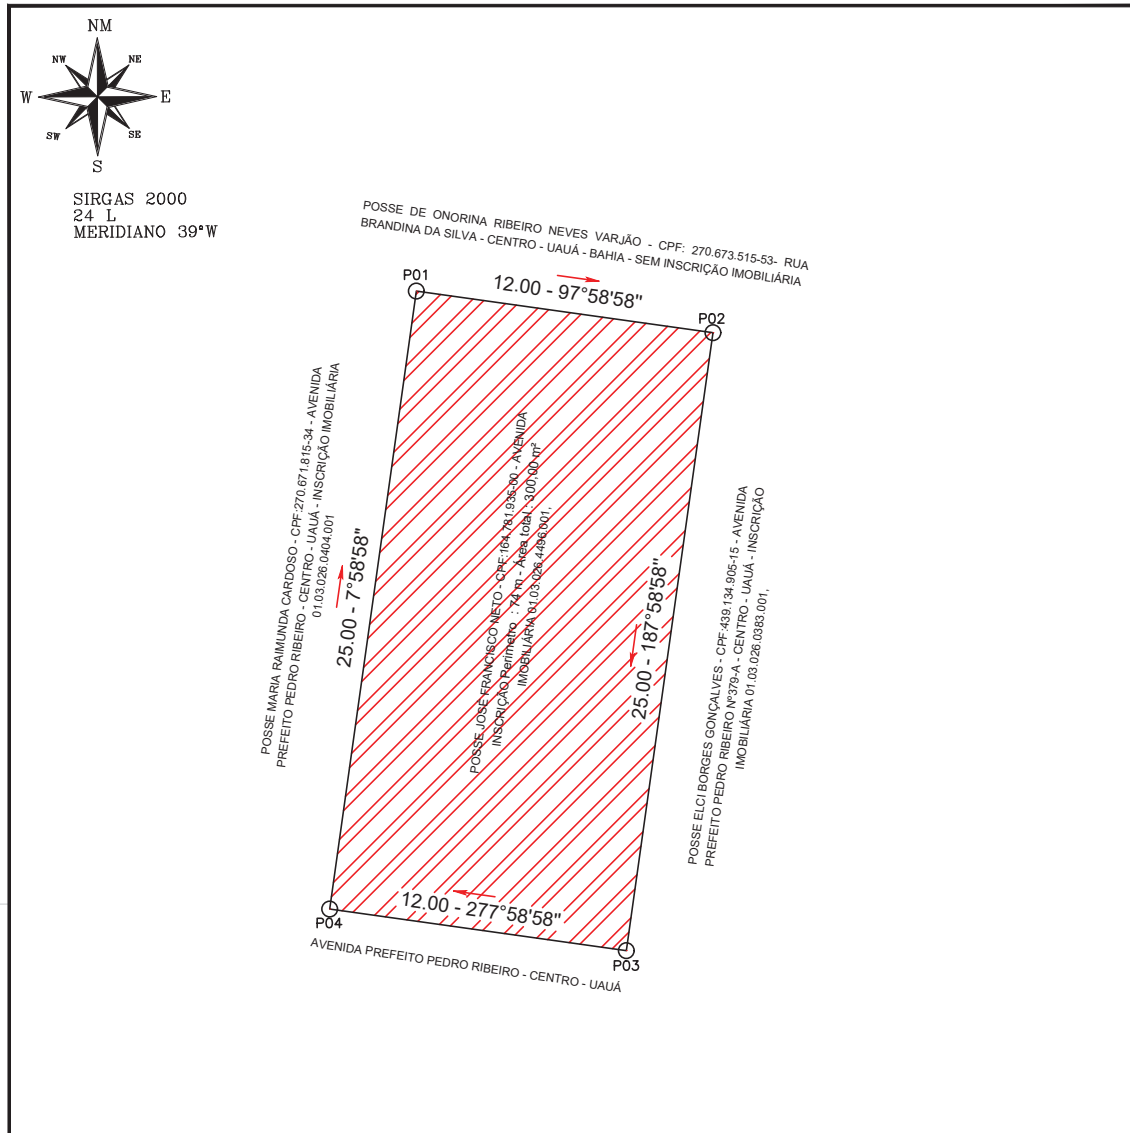 NM
NW
NE
W
E
SW
SE
S
SIRGAS 2000
24 L
MERIDIANO 39°W
POSSE DE ONORINA RIBEIRO NEVES VARJÃO - CPF: 270.673.515-53- RUA
BRANDINA DA SILVA - CENTRO - UAUÁ - BAHIA - SEM INSCRIÇÃO IMOBILIÁRIA
P01
12.00 - 97°58'58"
P02
POSSE MARIA RAIMUNDA CARDOSO - CPF:270.671.815-34 - AVENIDA
PREFEITO PEDRO RIBEIRO - CENTRO - UAUÁ - INSCRIÇÃO IMOBILIÁRIA
01.03.026.0404.001
25.00 - 7°58'58"
POSSE JOSE FRANCISCO NETO - CPF:164.781.935-00 - AVENIDA
INSCRIÇÃO Perímetro : 74 m - Área total : 300,00 m²
IMOBILIÁRIA 01.03.026.4496.001,
25.00 - 187°58'58"
POSSE ELCI BORGES GONÇALVES - CPF:439.134.905-15 - AVENIDA
PREFEITO PEDRO RIBEIRO Nº379-A - CENTRO - UAUÁ - INSCRIÇÃO
IMOBILIÁRIA 01.03.026.0383.001,
12.00 - 277°58'58"
P04
P03
AVENIDA PREFEITO PEDRO RIBEIRO - CENTRO - UAUÁ